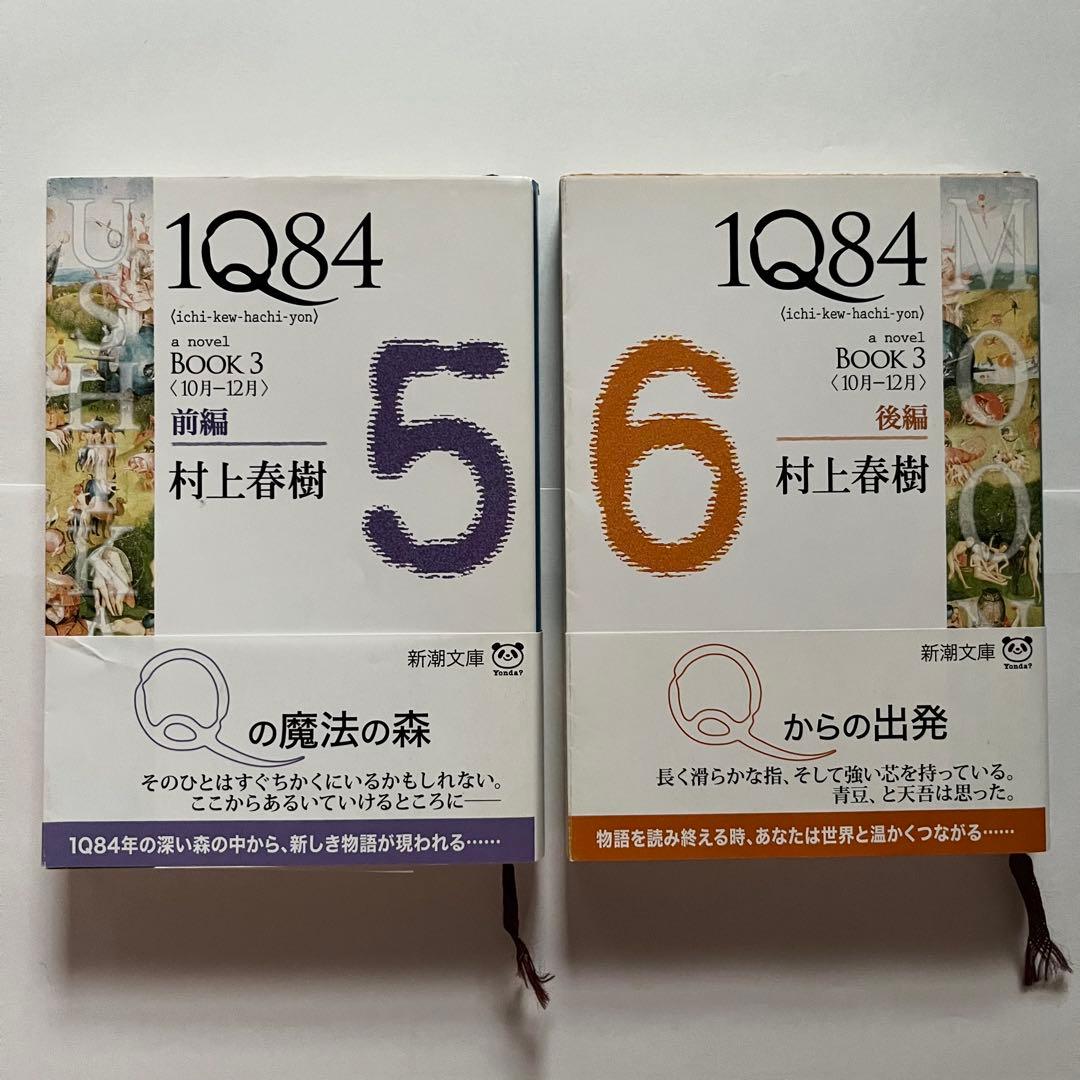 USHIKA
1Q84
〈ichi-kew-hachi-yon〉
a novel
BOOK 3
〈10月―12月〉
前編
村上春樹
5
新潮文庫
Yonda?
Qの魔法の森
そのひとはすぐちかくにいるかもしれない。
ここからあるいていけるところに――
1Q84年の深い森の中から、新しき物語が現われる……
1Q84
〈ichi-kew-hachi-yon〉
a novel
BOOK 3
〈10月―12月〉
後編
村上春樹
6
MOO
新潮文庫
Yonda?
Qからの出発
長く滑らかな指、そして強い芯を持っている。
青豆、と天吾は思った。
物語を読み終える時、あなたは世界と温かくつながる……